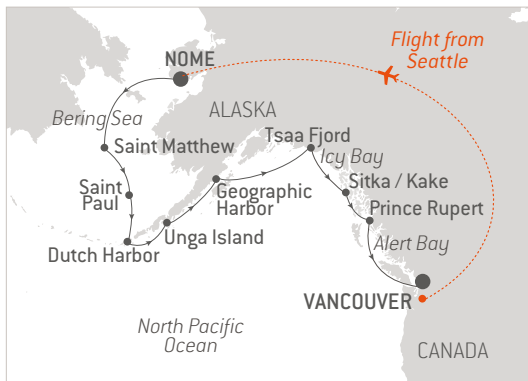 NOME
Flight from
Seattle
ALASKA
Bering Sea
Saint Matthew
Tsaa Fjord
Icy Bay
Saint
Paul
Geographic
Harbor
Sitka / Kake
Prince Rupert
Unga Island
Dutch Harbor
Alert Bay
VANCOUVER
North Pacific
Ocean
CANADA